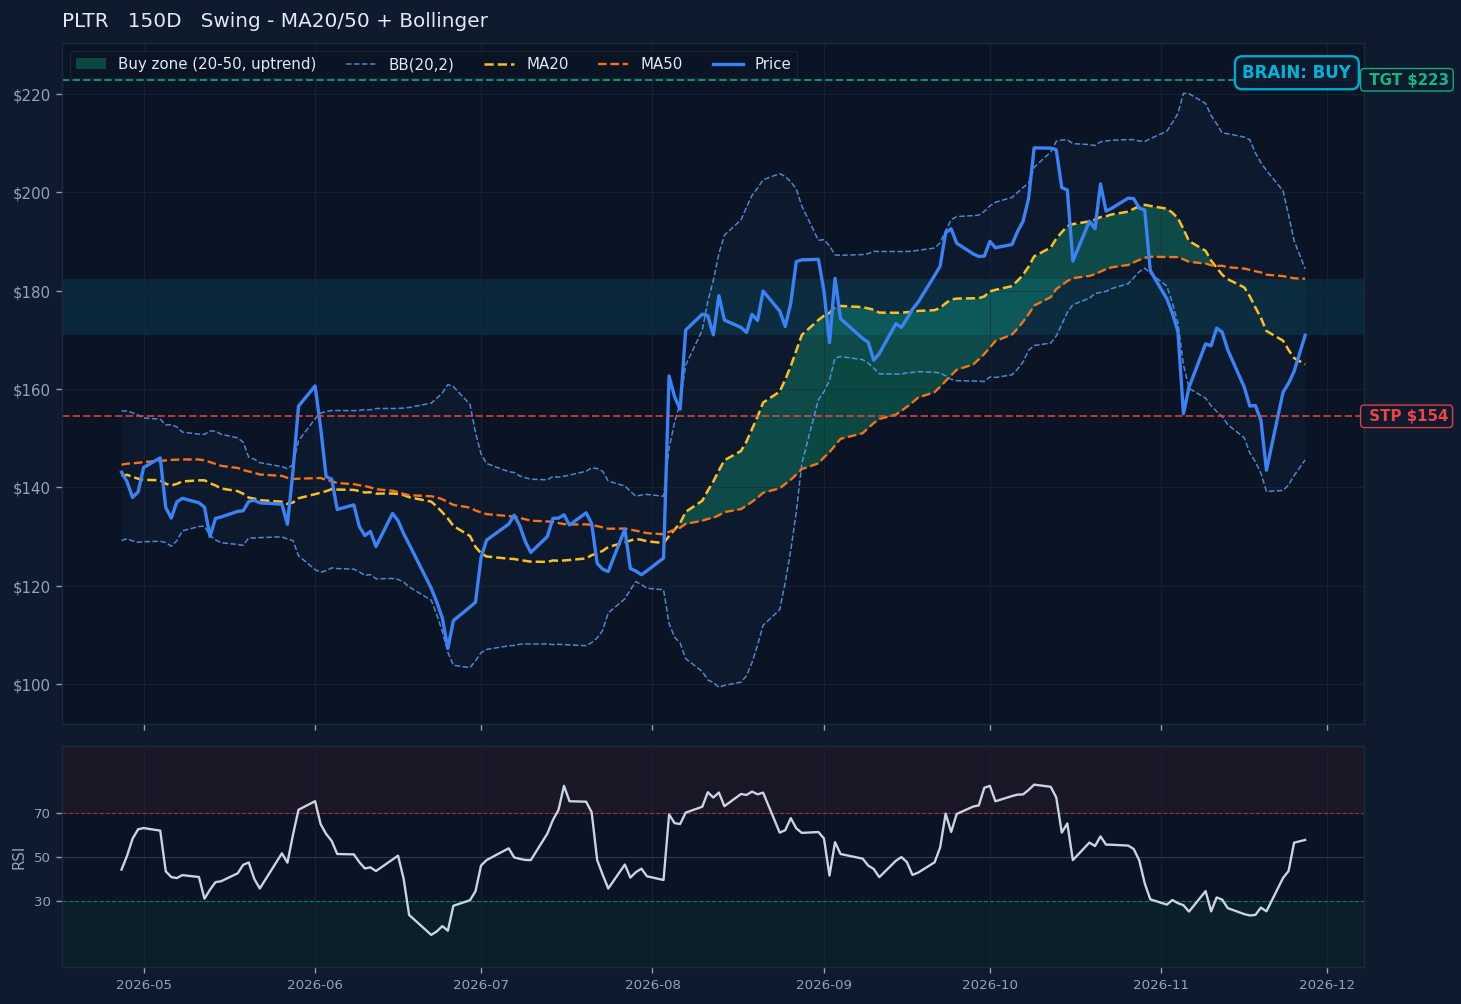 PLTR 150D Swing - MA20/50 + Bollinger
Buy zone (20-50, uptrend) BB(20,2) MA20 MA50 Price
BRAIN: BUY
TGT $223
$220
$200
$180
$160
STP $154
$140
$120
$100
RSI
70
50
30
2026-05 2026-06 2026-07 2026-08 2026-09 2026-10 2026-11 2026-12